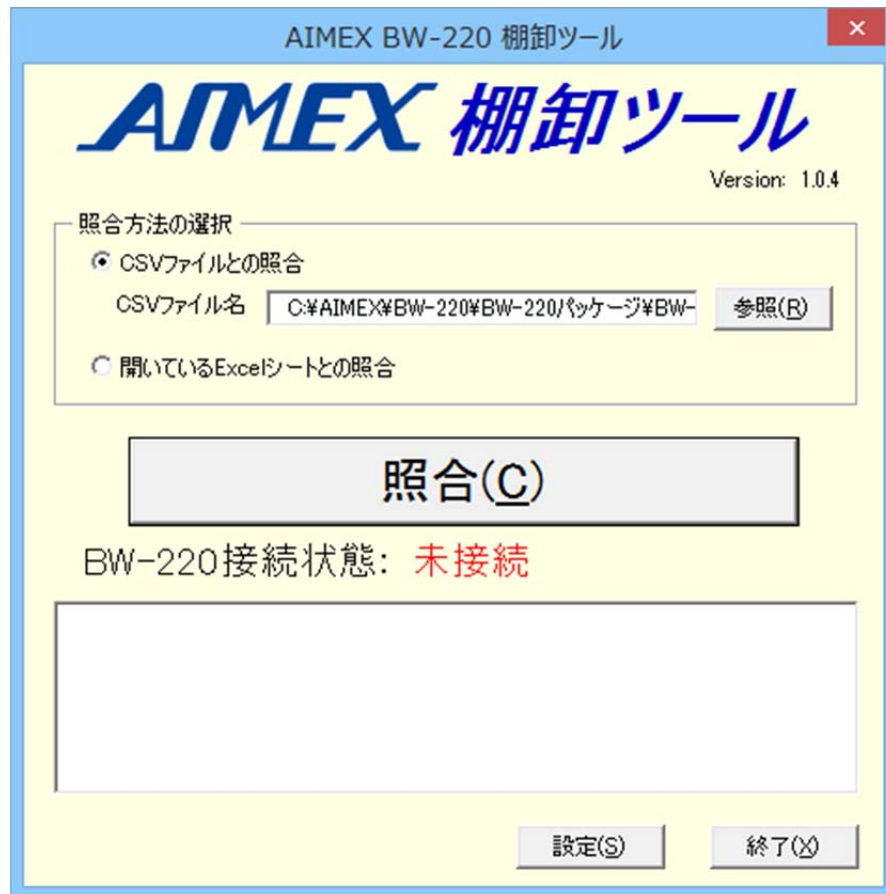 AIMEX BW-220 棚卸ツール
AIMEX 棚卸ツール
Version: 1.0.4
照合方法の選択
CSVファイルとの照合
CSVファイル名 C:¥AIMEX¥BW-220¥BW-220パッケージ¥BW- 参照(R)
開いているExcelシートとの照合
照合(C)
BW-220接続状態: 未接続
設定(S) 終了(X)